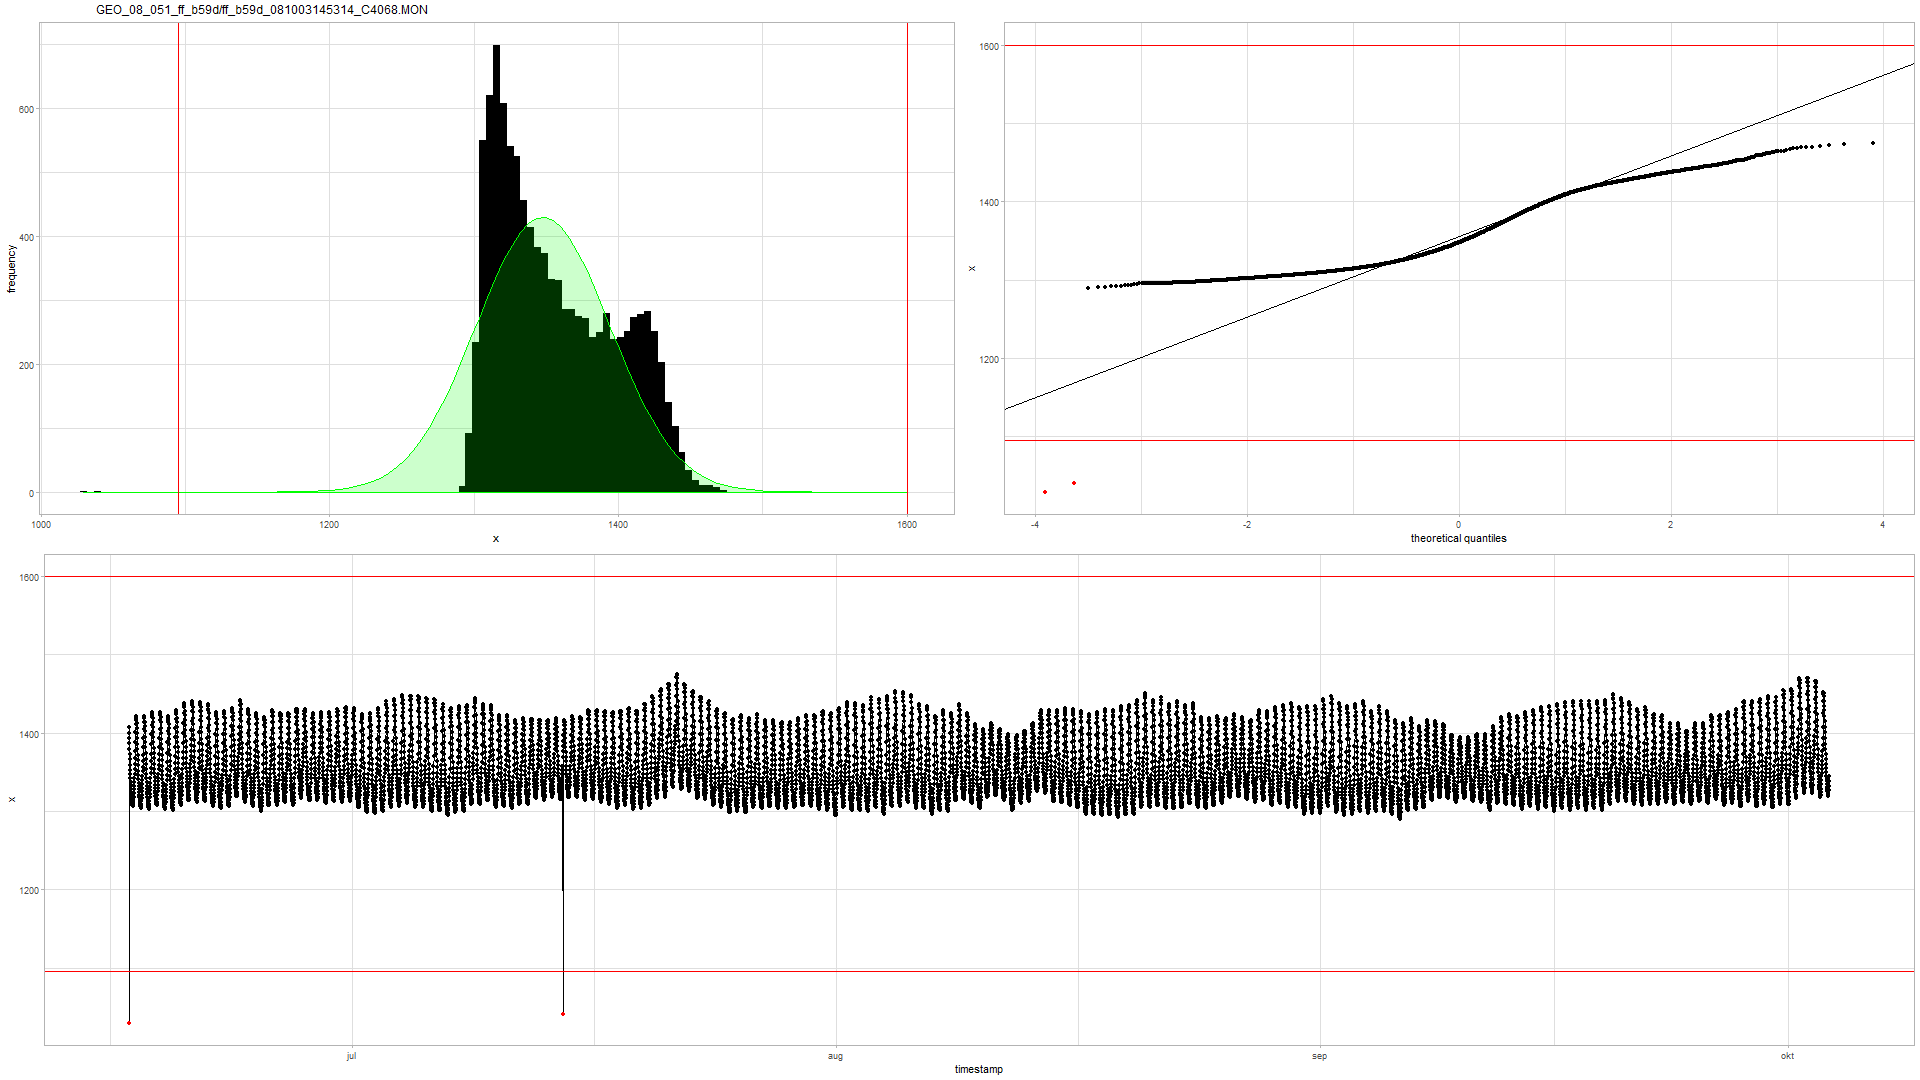 GEO_08_051_ff_b59d/ff_b59d_081003145314_C4068.MON
600
400
200
0
frequency
1000
1200
1400
1600
x
1600
1400
1200
x
-4
-2
0
2
4
theoretical quantiles
1600
1400
1200
x
jul
aug
sep
okt
timestamp